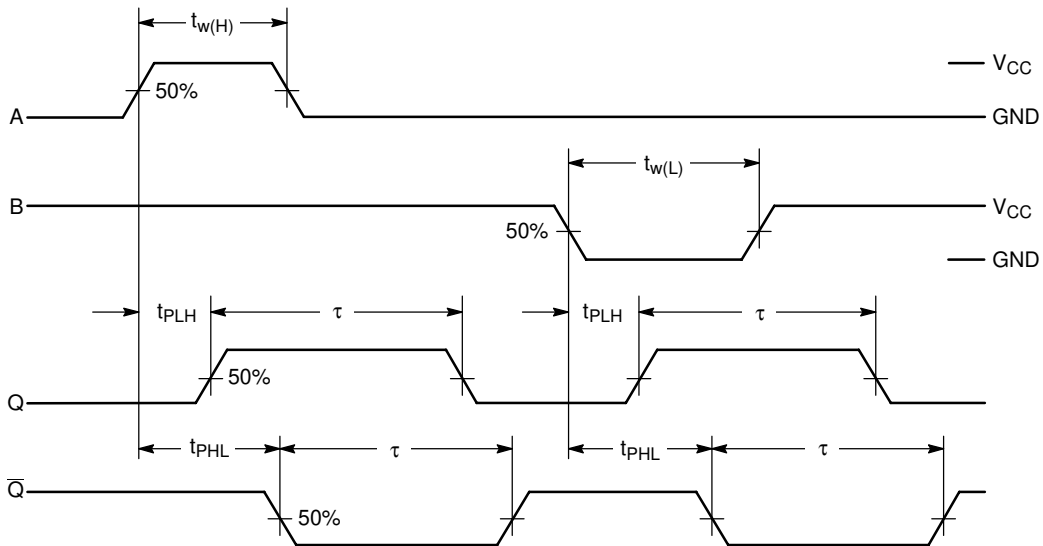 tw(H)
VCC
50%
A
GND
tw(L)
B
VCC
50%
GND
tPLH
τ
tPLH
τ
50%
Q
tPHL
τ
tPHL
τ
Q̅
50%